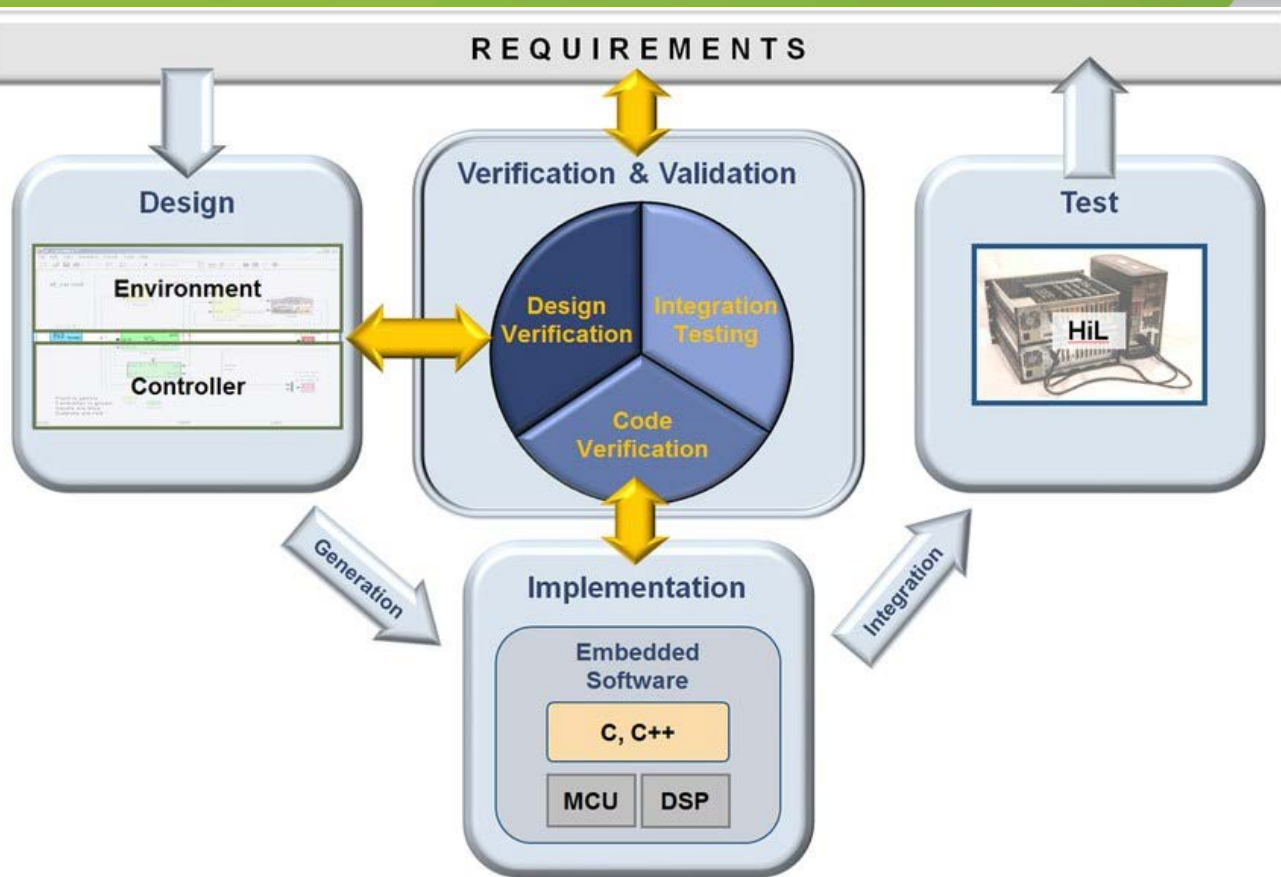 REQUIREMENTS
Verification & Validation
Design
Environment
Controller
Design
Verification
Integration
Testing
Code
Verification
Test
HiL
Generation
Integration
Implementation
Embedded
Software
C, C++
MCU
DSP